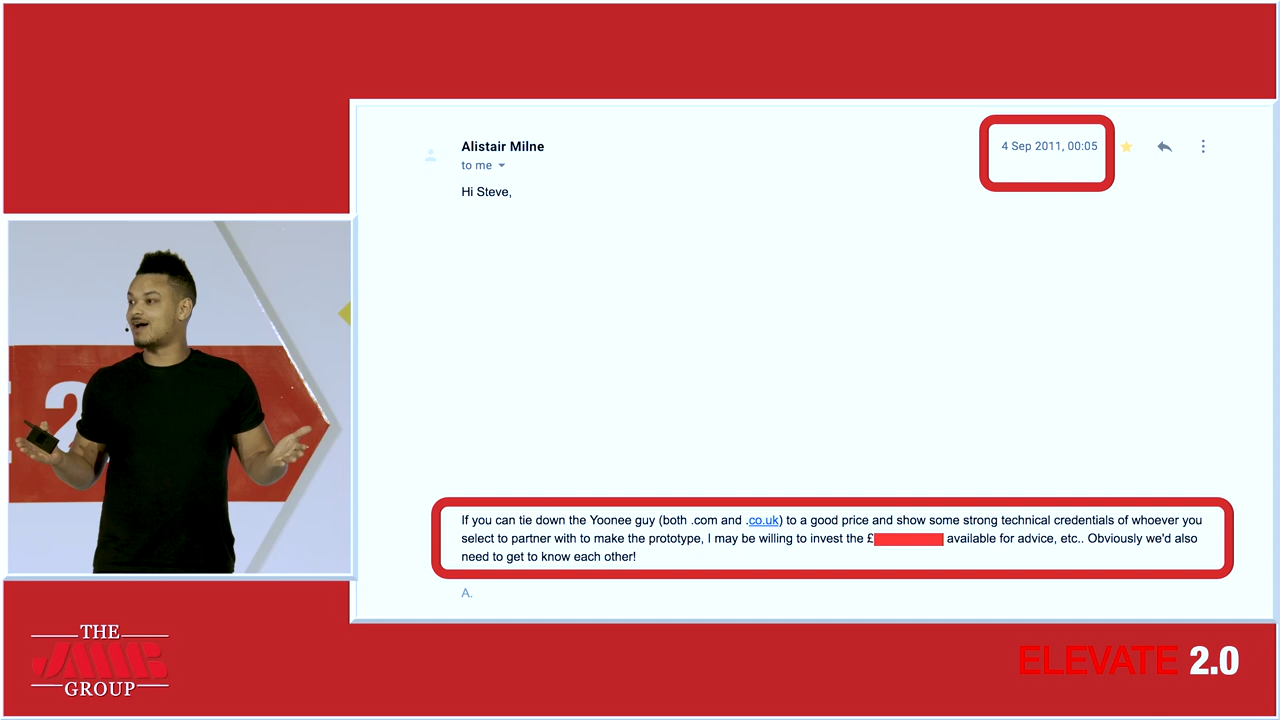 Alistair Milne
4 Sep 2011, 00:05
to me
Hi Steve,
2
If you can tie down the Yoonee guy (both .com and .co.uk) to a good price and show some strong technical credentials of whoever you
select to partner with to make the prototype, I may be willing to invest the £ available for advice, etc.. Obviously we'd also
need to get to know each other!
A.
THE
JMG
GROUP
ELEVATE 2.0